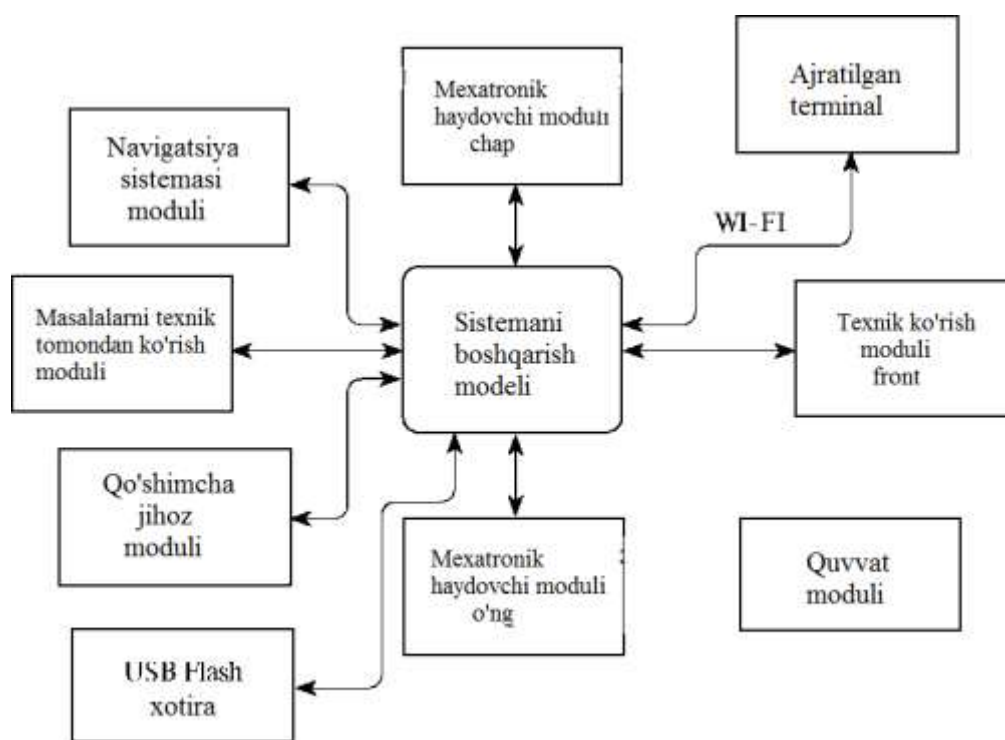 Mexatronik
haydovchi moduli
chap
Ajratilgan
terminal
Navigatsiya
sistemasi
moduli
WI-FI
Masalalarni texnik
tomondan ko'rish
moduli
Sistemani
boshqarish
modeli
Texnik ko'rish
moduli
front
Qo'shimcha
jihoz
moduli
Mexatronik
haydovchi moduli
o'ng
Quvvat
moduli
USB Flash
xotira